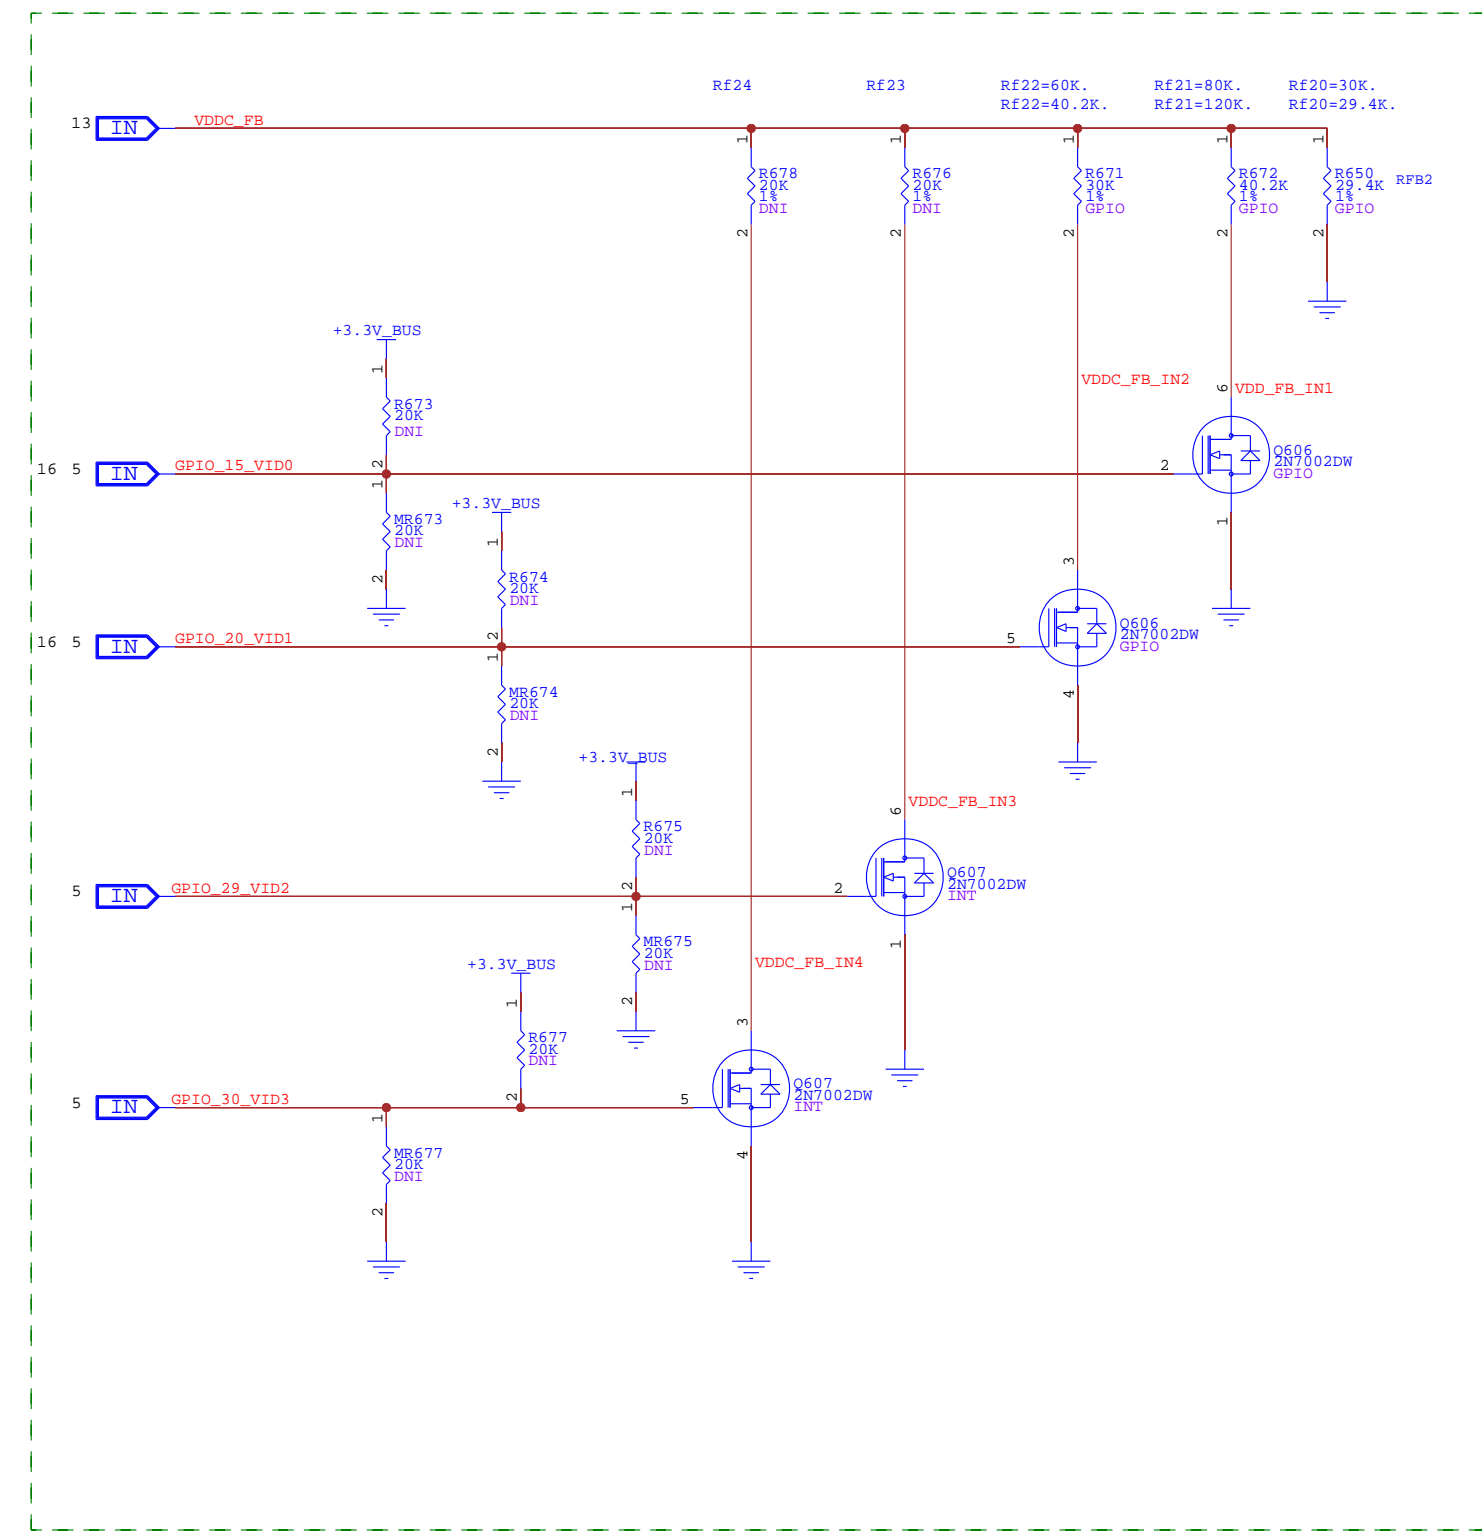 Rf24
Rf23
Rf22=60K.
Rf22=40.2K.
Rf21=80K.
Rf21=120K.
Rf20=30K.
Rf20=29.4K.
13
IN
VDDC_FB
1
R678
20K
1%
DNI
2
1
R676
20K
1%
DNI
2
1
R671
30K
1%
GPIO
2
1
R672
40.2K
1%
GPIO
2
1
R650
29.4K
1%
GPIO
2
RFB2
+3.3V_BUS
1
R673
20K
DNI
2
VDDC_FB_IN2
6
VDD_FB_IN1
16 5
IN
GPIO_15_VID0
2
Q606
2N7002DW
GPIO
1
1
MR673
20K
DNI
2
+3.3V_BUS
1
R674
20K
DNI
2
3
16 5
IN
GPIO_20_VID1
5
Q606
2N7002DW
GPIO
4
1
MR674
20K
DNI
2
+3.3V_BUS
1
R675
20K
DNI
2
6
VDDC_FB_IN3
5
IN
GPIO_29_VID2
2
Q607
2N7002DW
INT
1
1
MR675
20K
DNI
2
VDDC_FB_IN4
+3.3V_BUS
1
R677
20K
DNI
2
3
5
IN
GPIO_30_VID3
5
Q607
2N7002DW
INT
4
1
MR677
20K
DNI
2